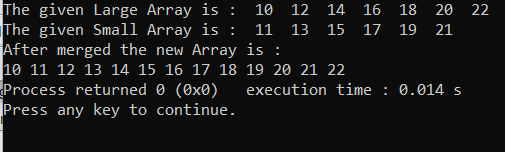 The given Large Array is :  10  12  14  16  18  20  22
The given Small Array is :  11  13  15  17  19  21
After merged the new Array is :
10 11 12 13 14 15 16 17 18 19 20 21 22
Process returned 0 (0x0)   execution time : 0.014 s
Press any key to continue.